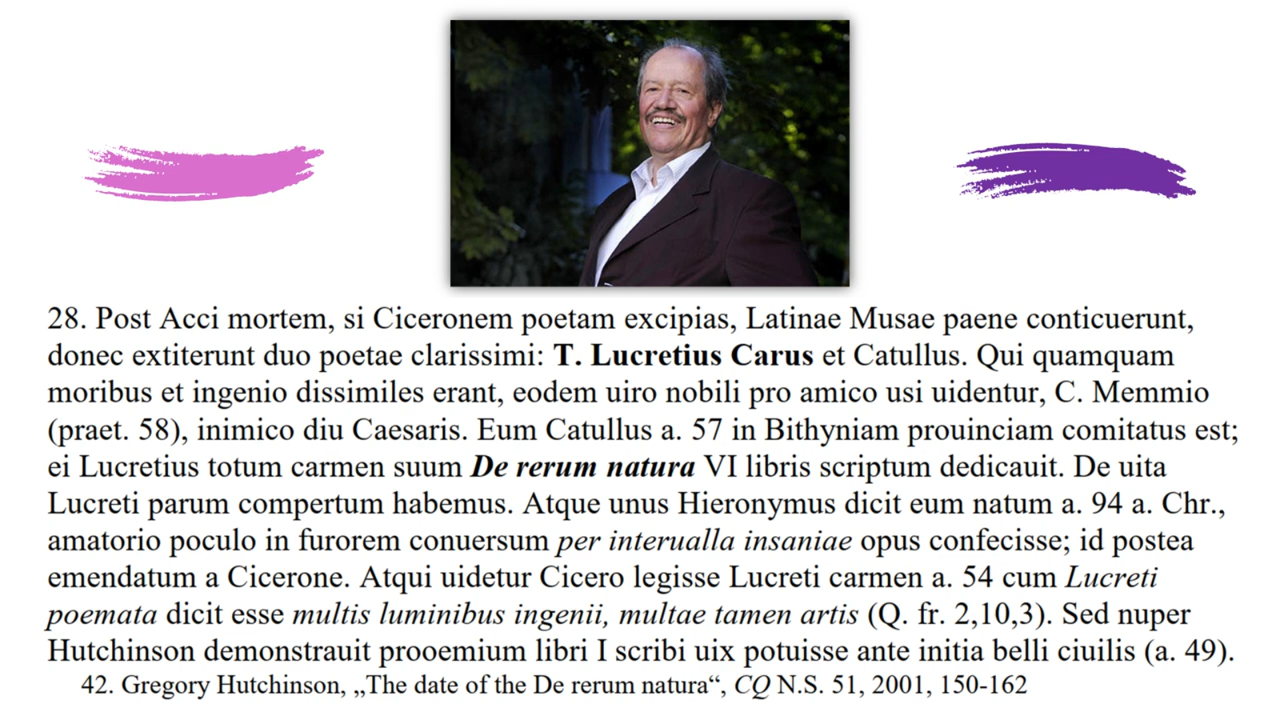 28. Post Acci mortem, si Ciceronem poetam excipias, Latinae Musae paene conticuerunt,
donec extiterunt duo poetae clarissimi: T. Lucretius Carus et Catullus. Qui quamquam
moribus et ingenio dissimiles erant, eodem uiro nobili pro amico usi uidentur, C. Memmio
(praet. 58), inimico diu Caesaris. Eum Catullus a. 57 in Bithyniam prouinciam comitatus est;
ei Lucretius totum carmen suum De rerum natura VI libris scriptum dedicauit. De uita
Lucreti parum compertum habemus. Atque unus Hieronymus dicit eum natum a. 94 a. Chr.,
amatorio poculo in furorem conuersum per interualla insaniae opus confecisse; id postea
emendatum a Cicerone. Atqui uidetur Cicero legisse Lucreti carmen a. 54 cum Lucreti
poemata dicit esse multis luminibus ingenii, multae tamen artis (Q. fr. 2,10,3). Sed nuper
Hutchinson demonstrauit prooemium libri I scribi uix potuisse ante initia belli ciuilis (a. 49).
42. Gregory Hutchinson, „The date of the De rerum natura“, CQ N.S. 51, 2001, 150-162